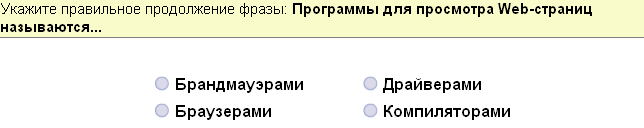 Укажите правильное продолжение фразы: Программы для просмотра Web-страниц
называются...
Брандмауэрами Драйверами
Браузерами Компиляторами